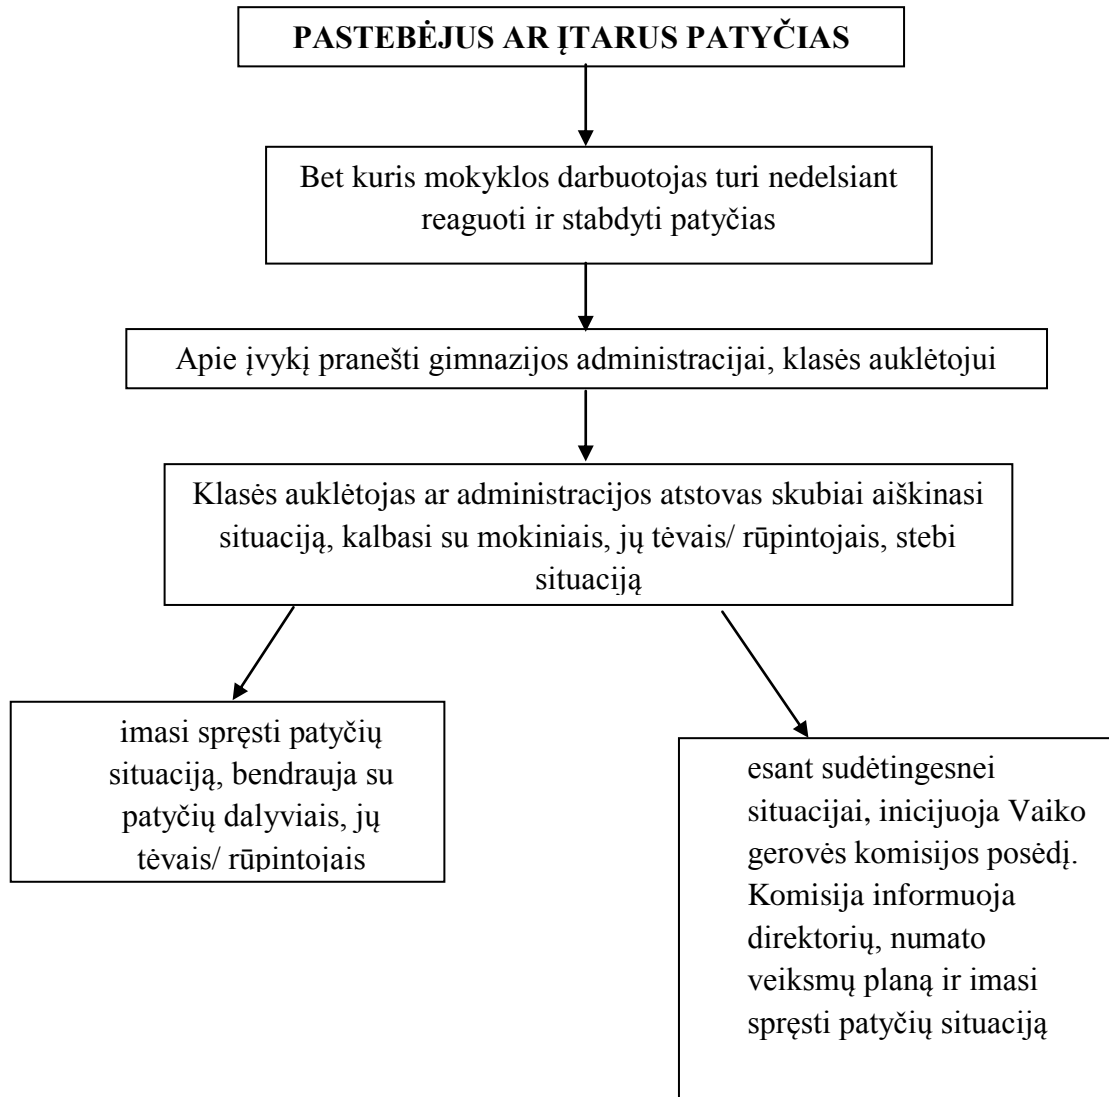 PASTEBĖJUS AR ĮTARUS PATYČIAS
Bet kuris mokyklos darbuotojas turi nedelsiant
reaguoti ir stabdyti patyčias
Apie įvykį pranešti gimnazijos administracijai, klasės auklėtojui
Klasės auklėtojas ar administracijos atstovas skubiai aiškinasi
situaciją, kalbasi su mokiniais, jų tėvais/ rūpintojais, stebi
situaciją
imasi spręsti patyčių
situaciją, bendrauja su
patyčių dalyviais, jų
tėvais/ rūpintojais
esant sudėtingesnei
situacijai, inicijuoja Vaiko
gerovės komisijos posėdį.
Komisija informuoja
direktorių, numato
veiksmų planą ir imasi
spręsti patyčių situaciją